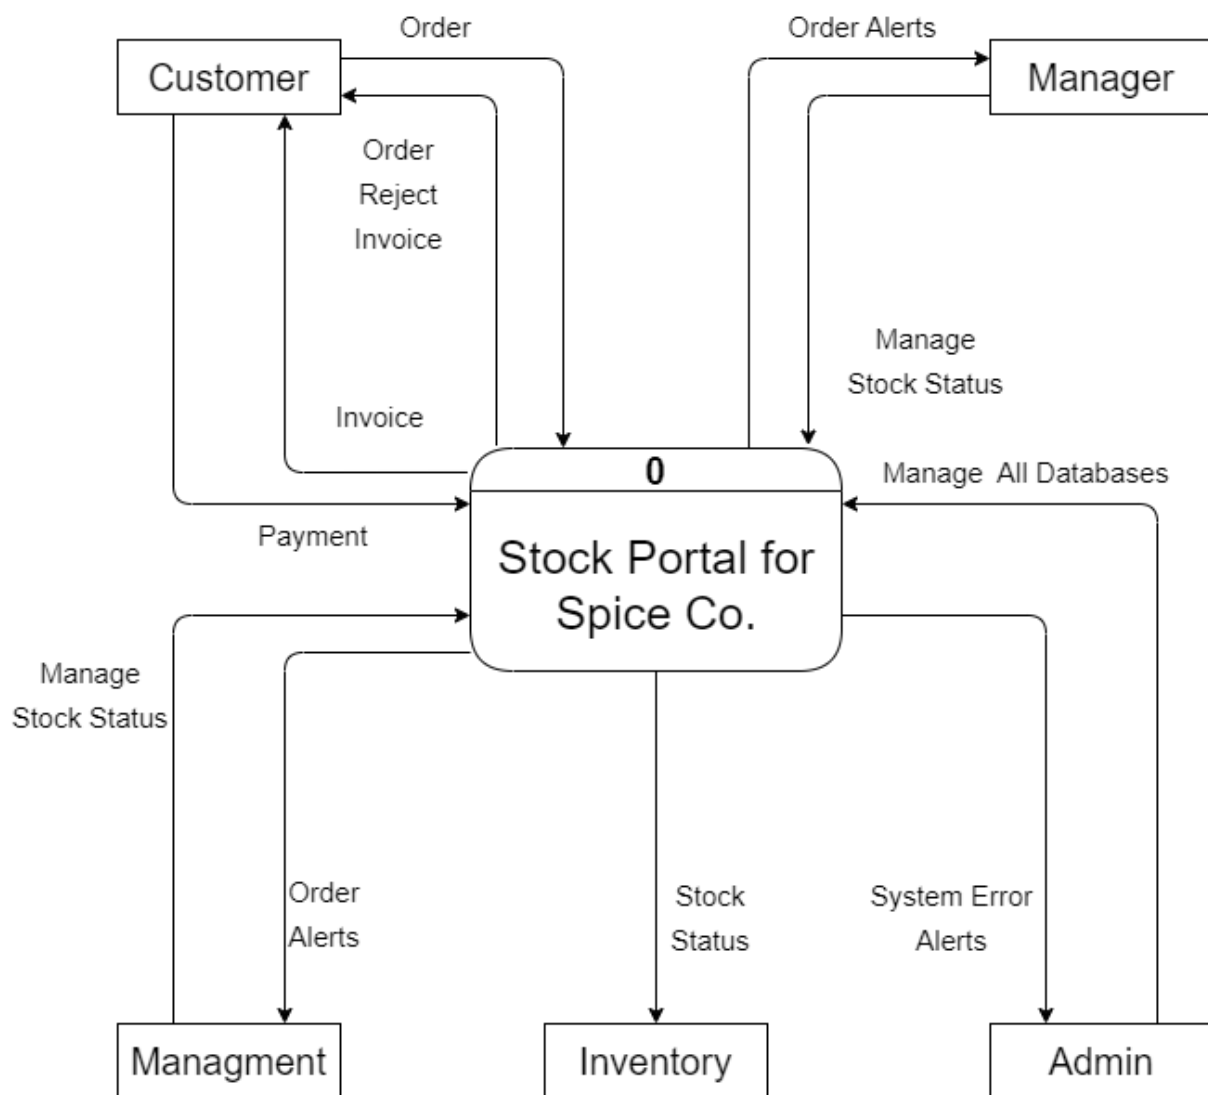 Order
Order Alerts
Customer
Manager
Order
Reject
Invoice
Manage
Stock Status
Invoice
0
Manage All Databases
Payment
Stock Portal for
Spice Co.
Manage
Stock Status
Order
Alerts
Stock
Status
System Error
Alerts
Managment
Inventory
Admin